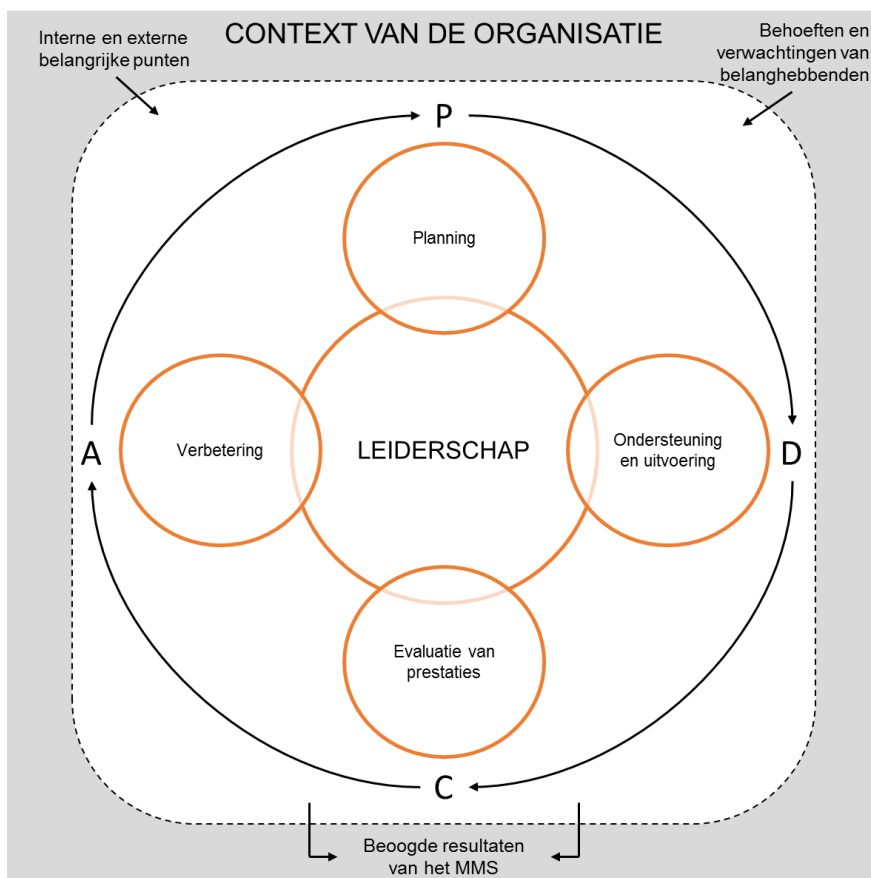 CONTEXT VAN DE ORGANISATIE
Interne en externe
belangrijke punten
Behoeften en
verwachtingen van
belanghebbenden
P
Planning
A
Verbetering
LEIDERSCHAP
Ondersteuning
en uitvoering
D
Evaluatie van
prestaties
C
Beoogde resultaten
van het MMS